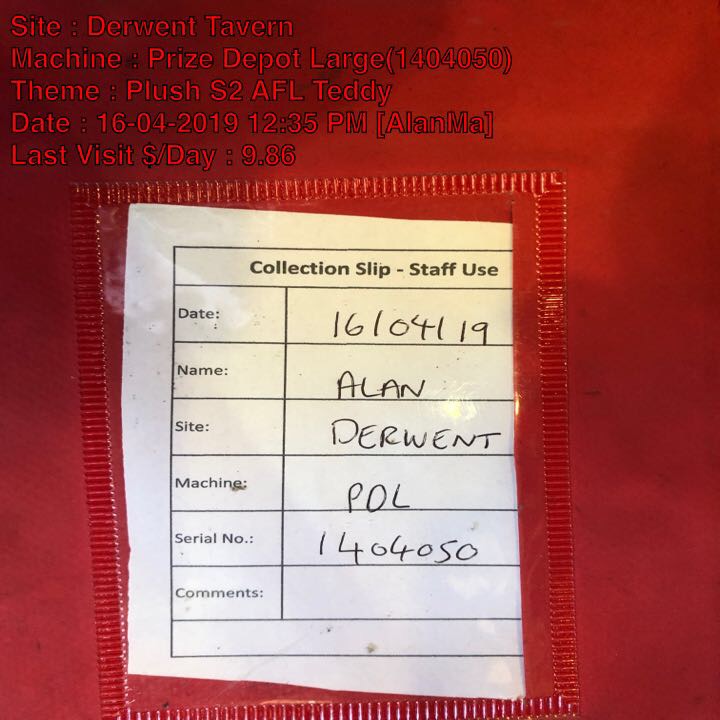 Site : Derwent Tavern
Machine : Prize Depot Large(1404050)
Theme : Plush S2 AFL Teddy
Date : 16-04-2019 12:35 PM [AlanMa]
Last Visit $/Day : 9.86
Collection Slip - Staff Use
Date: 16/04/19
Name: ALAN
Site: DERWENT
Machine: PDL
Serial No.: 1404050
Comments: